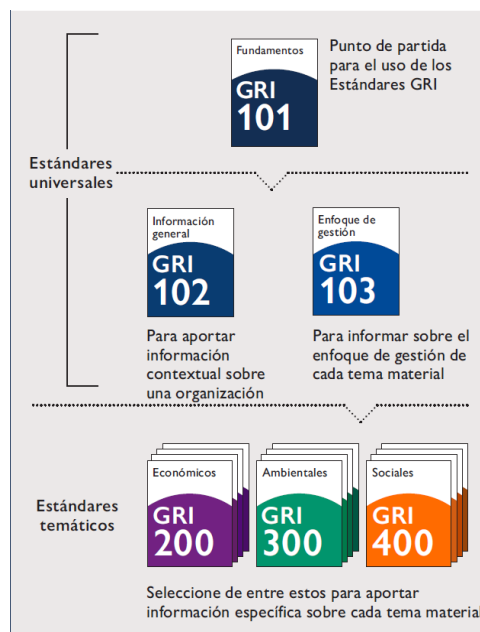 Fundamentos
GRI
101
Punto de partida
para el uso de los
Estándares GRI
Estándares
universales
Información
general
GRI
102
Enfoque de
gestión
GRI
103
Para aportar
información
contextual sobre
una organización
Para informar sobre el
enfoque de gestión de
cada tema material
Estándares
temáticos
Económicos
GRI
200
Ambientales
GRI
300
Sociales
GRI
400
Seleccione de entre estos para aportar
información específica sobre cada tema material